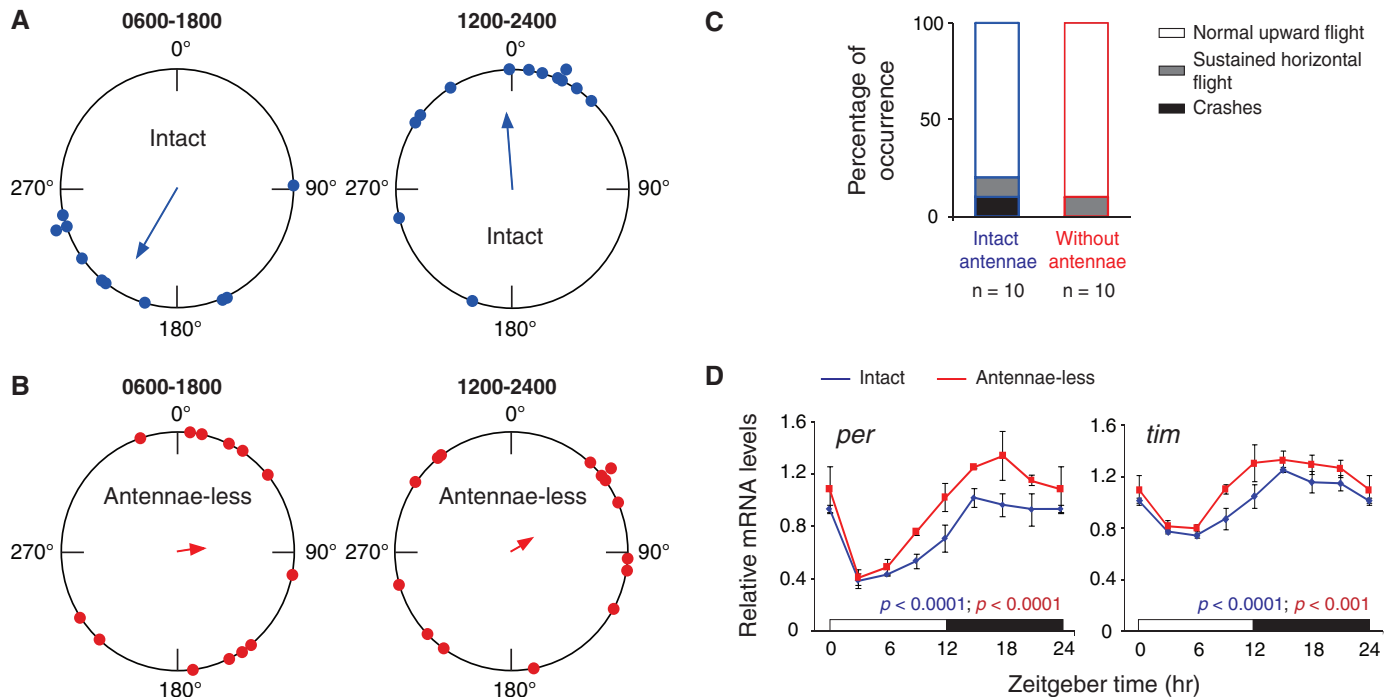 A
0600-1800
0°
Intact
270°
90°
180°
1200-2400
0°
Intact
270°
90°
180°
B
0600-1800
0°
Antennae-less
270°
90°
180°
1200-2400
0°
Antennae-less
270°
90°
180°
C
Percentage of
occurrence
100
50
0
Intact
antennae
n = 10
Without
antennae
n = 10
Normal upward flight
Sustained horizontal
flight
Crashes
D
Intact
Antennae-less
Relative mRNA levels
1.6
1.2
0.8
0.4
0
per
p < 0.0001; p < 0.0001
0 6 12 18 24
1.6
1.2
0.8
0.4
0
tim
p < 0.0001; p < 0.001
0 6 12 18 24
Zeitgeber time (hr)